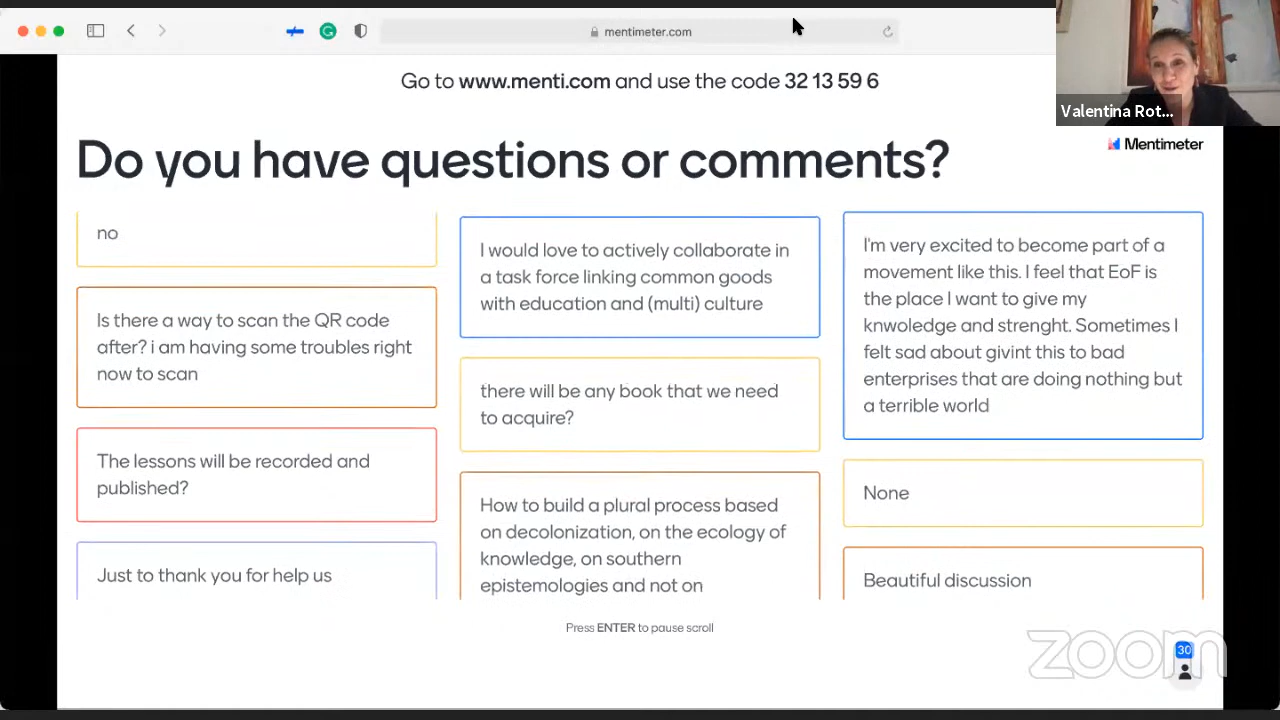 mentimeter.com
Go to www.menti.com and use the code 32 13 59 6
Valentina Rot...
Mentimeter
Do you have questions or comments?
no
Is there a way to scan the QR code
after? i am having some troubles right
now to scan
The lessons will be recorded and
published?
Just to thank you for help us
I would love to actively collaborate in
a task force linking common goods
with education and (multi) culture
there will be any book that we need
to acquire?
How to build a plural process based
on decolonization, on the ecology of
knowledge, on southern
epistemologies and not on
I'm very excited to become part of a
movement like this. I feel that EoF is
the place I want to give my
knwoledge and strenght. Sometimes I
felt sad about givint this to bad
enterprises that are doing nothing but
a terrible world
None
Beautiful discussion
Press ENTER to pause scroll
zoom
30